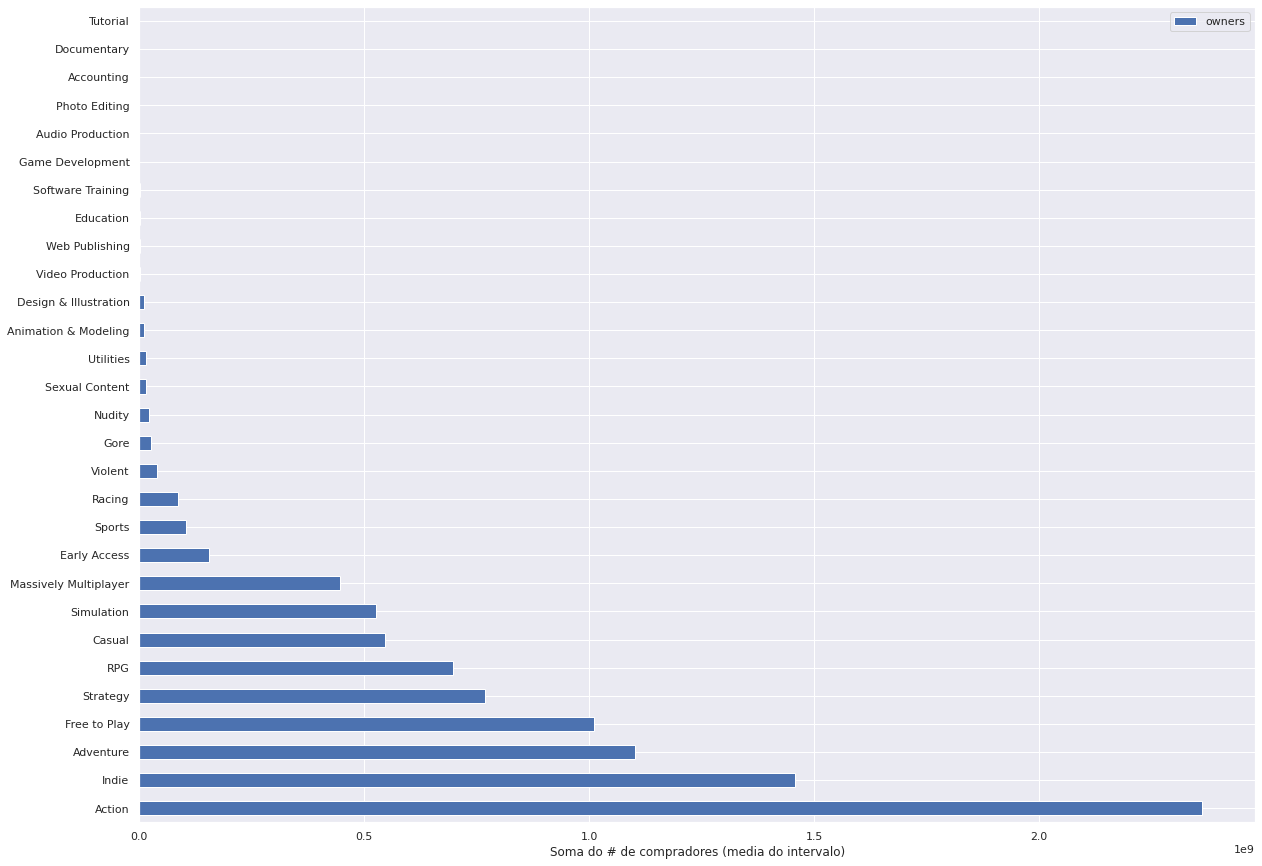 owners
Tutorial
Documentary
Accounting
Photo Editing
Audio Production
Game Development
Software Training
Education
Web Publishing
Video Production
Design & Illustration
Animation & Modeling
Utilities
Sexual Content
Nudity
Gore
Violent
Racing
Sports
Early Access
Massively Multiplayer
Simulation
Casual
RPG
Strategy
Free to Play
Adventure
Indie
Action
0.0 0.5 1.0 1.5 2.0
1e9
Soma do # de compradores (media do intervalo)